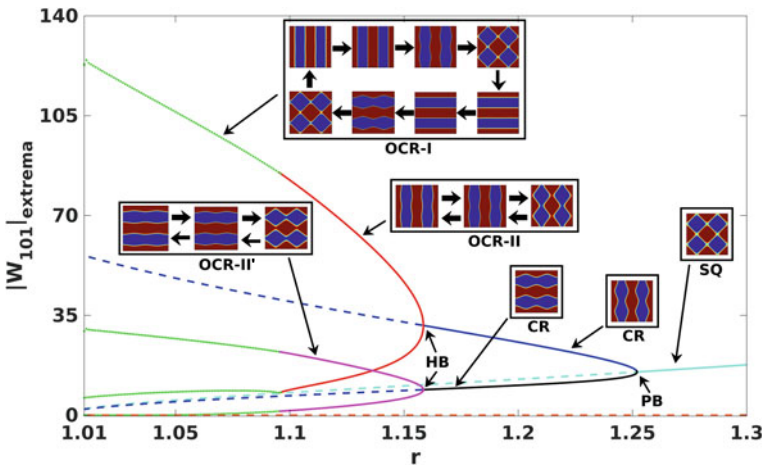 140
105
70
35
0
|W101|extrema
OCR-I
OCR-II'
OCR-II
SQ
CR
CR
HB
PB
1.01 1.05 1.1 1.15 1.2 1.25 1.3
r